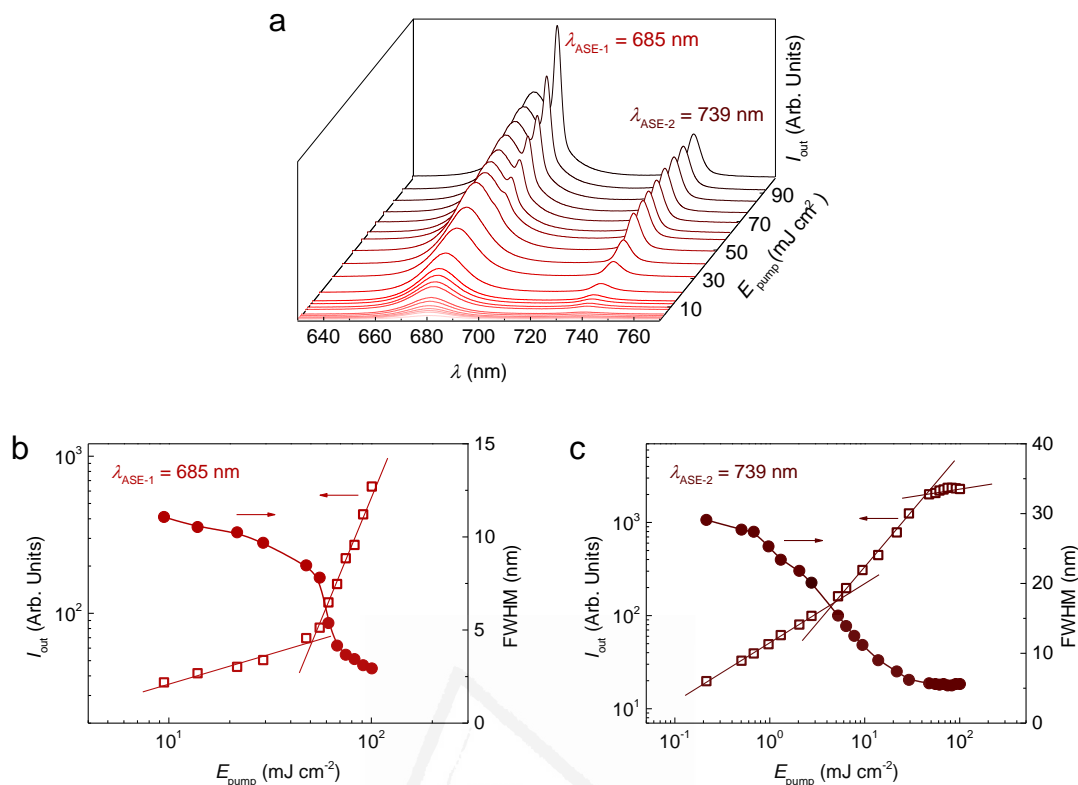 a
λASE-1 = 685 nm
λASE-2 = 739 nm
Iout (Arb. Units)
90
70
50
30
10
Epump (mJ cm²)
640 660 680 700 720 740 760
λ (nm)
b
λASE-1 = 685 nm
10³
10²
Iout (Arb. Units)
15
10
5
0
FWHM (nm)
10¹ 10²
Epump (mJ cm⁻²)
c
λASE-2 = 739 nm
10³
10²
10¹
Iout (Arb. Units)
40
30
20
10
0
FWHM (nm)
10⁻¹ 10⁰ 10¹ 10²
Epump (mJ cm⁻²)